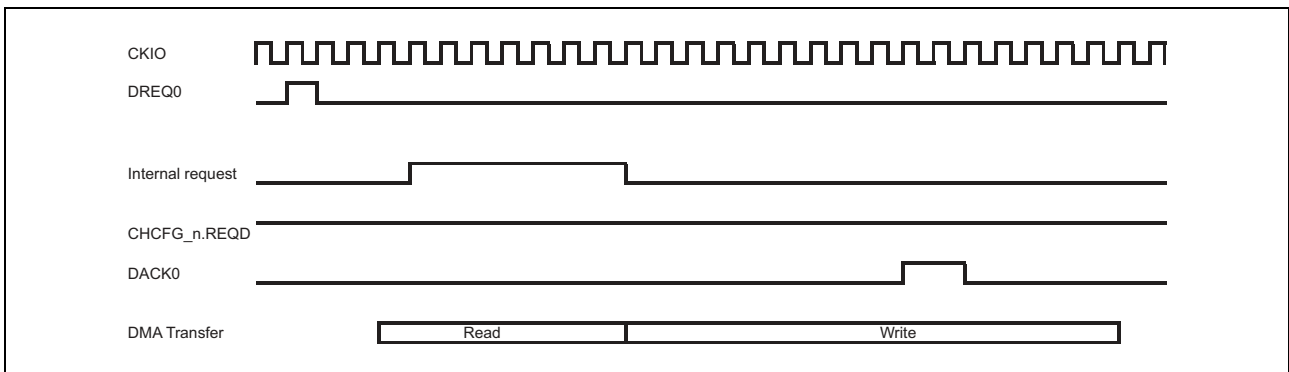 CKIO
DREQ0
Internal request
CHCFG_n.REQD
DACK0
DMA Transfer Read Write